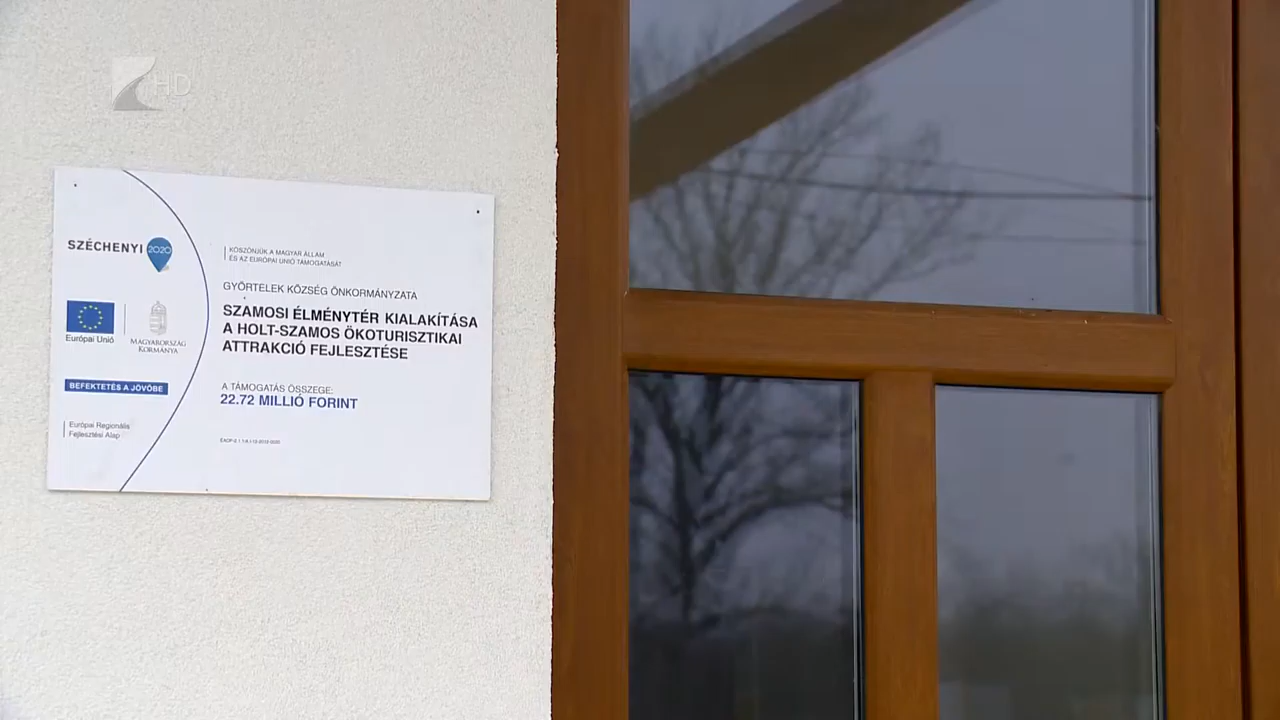 HD
SZÉCHENYI 2020
KÖSZÖNJÜK A MAGYAR ÁLLAM
ÉS AZ EURÓPAI UNIÓ TÁMOGATÁSÁT
GYŐRTELEK KÖZSÉG ÖNKORMÁNYZATA
SZAMOSI ÉLMÉNYTÉR KIALAKÍTÁSA
A HOLT-SZAMOS ÖKOTURISZTIKAI
ATTRAKCIÓ FEJLESZTÉSE
Európai Unió
MAGYARORSZÁG
KORMÁNYA
BEFEKTETÉS A JÖVŐBE
A TÁMOGATÁS ÖSSZEGE:
22.72 MILLIÓ FORINT
Európai Regionális
Fejlesztési Alap